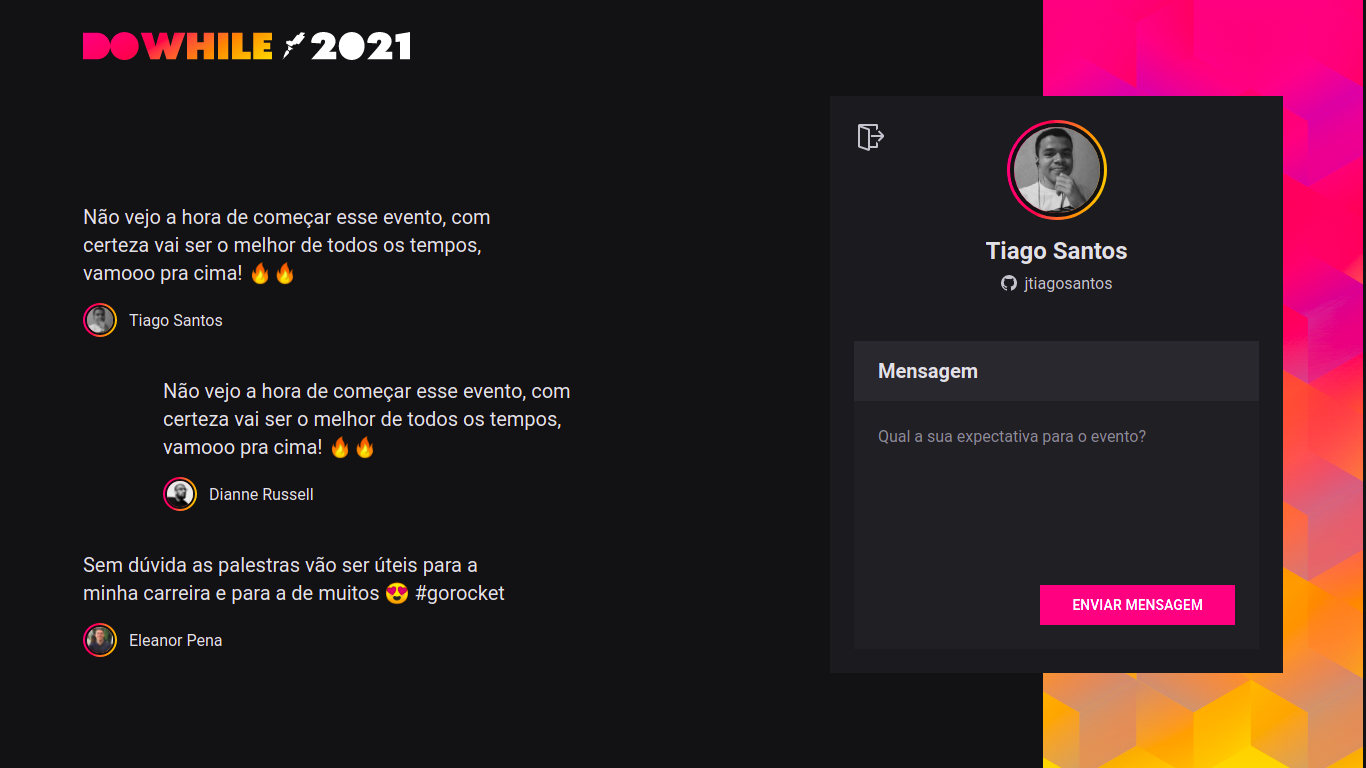 DOWHILE 2021
Não vejo a hora de começar esse evento, com
certeza vai ser o melhor de todos os tempos,
vamooo pra cima! 🔥🔥
Tiago Santos
Não vejo a hora de começar esse evento, com
certeza vai ser o melhor de todos os tempos,
vamooo pra cima! 🔥🔥
Dianne Russell
Sem dúvida as palestras vão ser úteis para a
minha carreira e para a de muitos 😍 #gorocket
Eleanor Pena
Tiago Santos
jtiagosantos
Mensagem
Qual a sua expectativa para o evento?
ENVIAR MENSAGEM